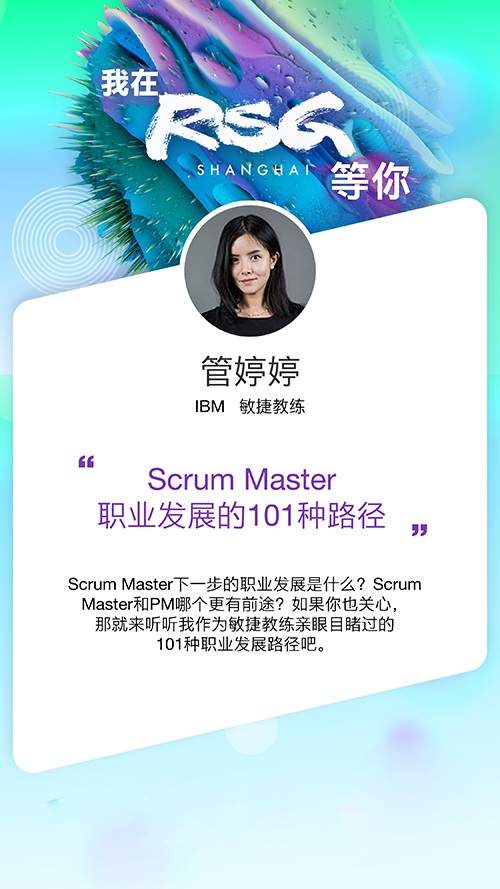 我在
RSG
SHANGHAI
等你
管婷婷
IBM 敏捷教练
“
Scrum Master
职业发展的101种路径
”
Scrum Master下一步的职业发展是什么？Scrum
Master和PM哪个更有前途？如果你也关心，
那就来听听我作为敏捷教练亲眼目睹过的
101种职业发展路径吧。